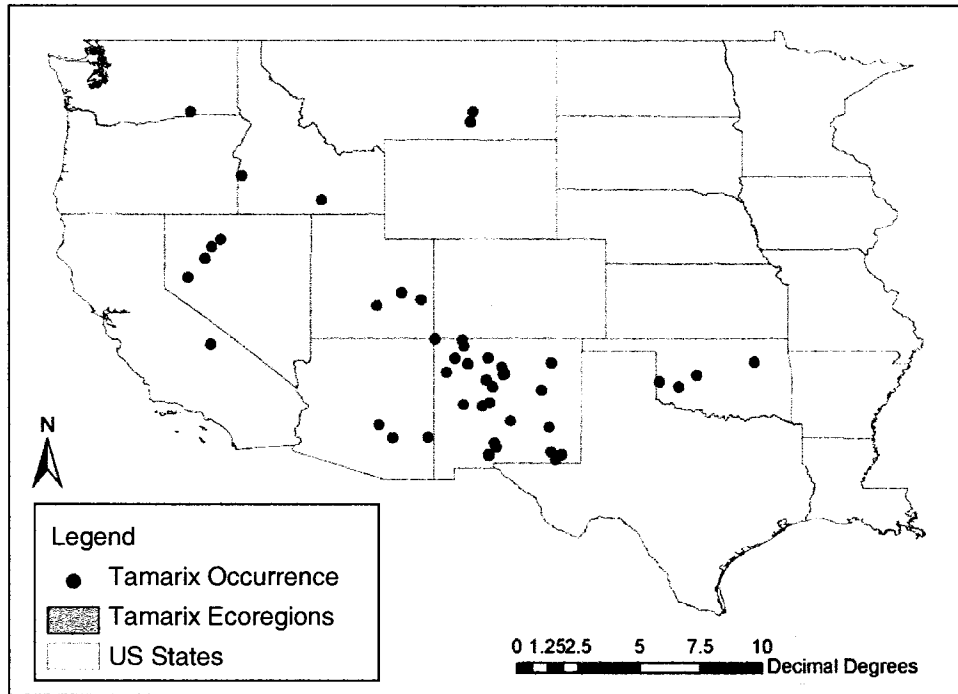 N
Legend
Tamarix Occurrence
Tamarix Ecoregions
US States
0 1.252.5 5 7.5 10
Decimal Degrees